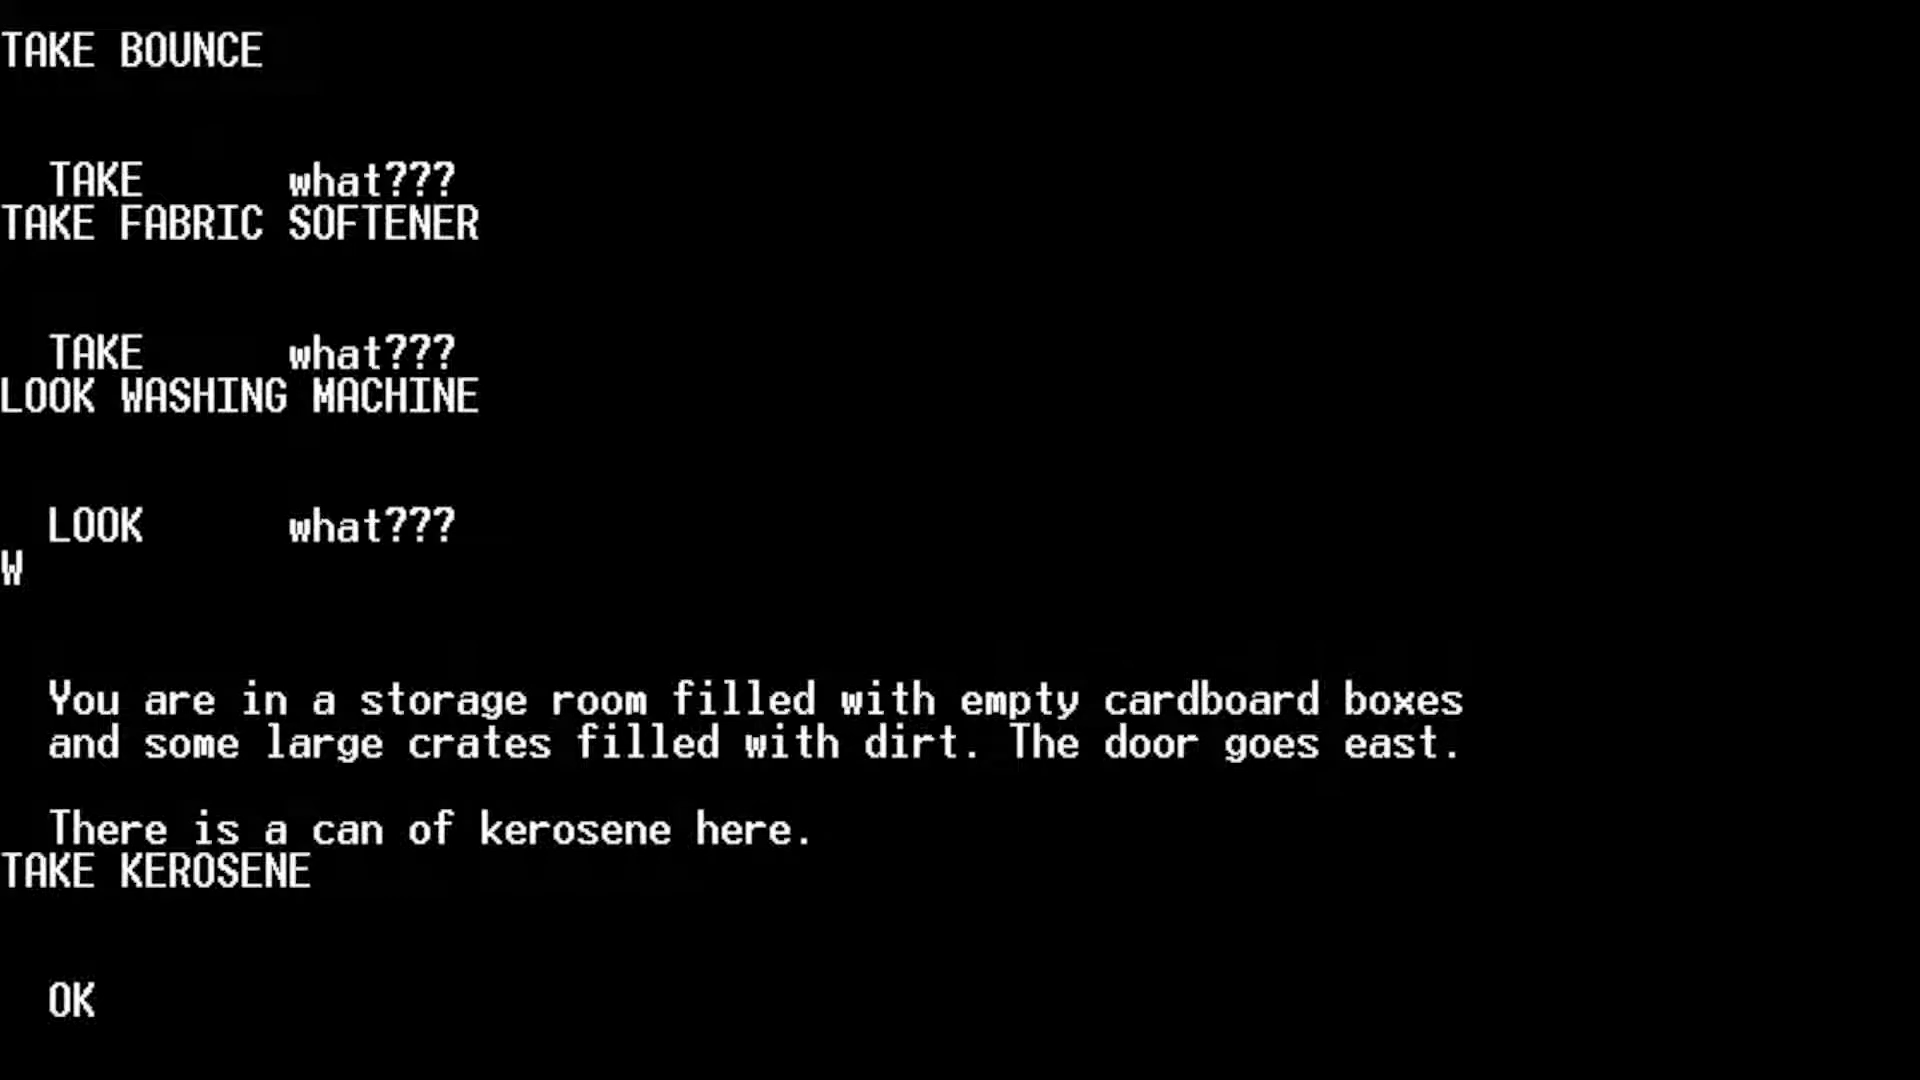 TAKE BOUNCE
TAKE what???
TAKE FABRIC SOFTENER
TAKE what???
LOOK WASHING MACHINE
LOOK what???
W
You are in a storage room filled with empty cardboard boxes
and some large crates filled with dirt. The door goes east.
There is a can of kerosene here.
TAKE KEROSENE
OK